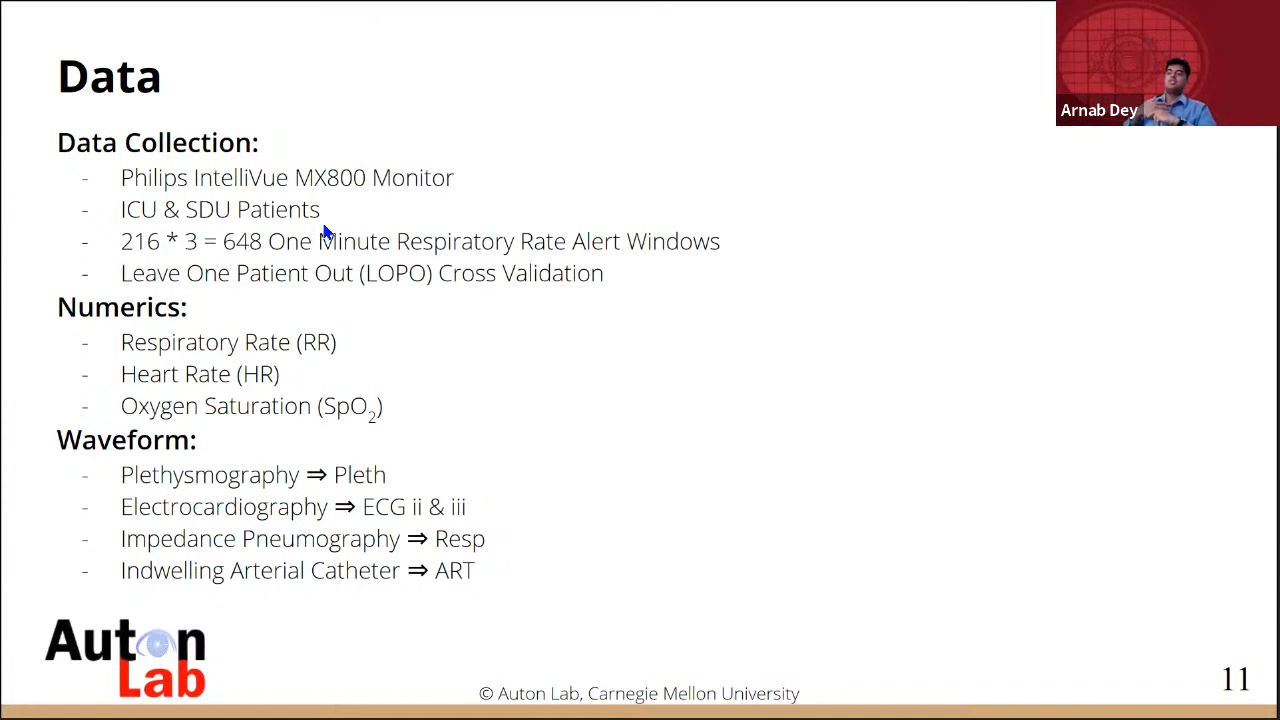 Data
Arnab Dey
Data Collection:
- Philips IntelliVue MX800 Monitor
- ICU & SDU Patients
- 216 * 3 = 648 One Minute Respiratory Rate Alert Windows
- Leave One Patient Out (LOPO) Cross Validation
Numerics:
- Respiratory Rate (RR)
- Heart Rate (HR)
- Oxygen Saturation (SpO₂)
Waveform:
- Plethysmography ⇒ Pleth
- Electrocardiography ⇒ ECG ii & iii
- Impedance Pneumography ⇒ Resp
- Indwelling Arterial Catheter ⇒ ART
Auton
Lab
© Auton Lab, Carnegie Mellon University
11